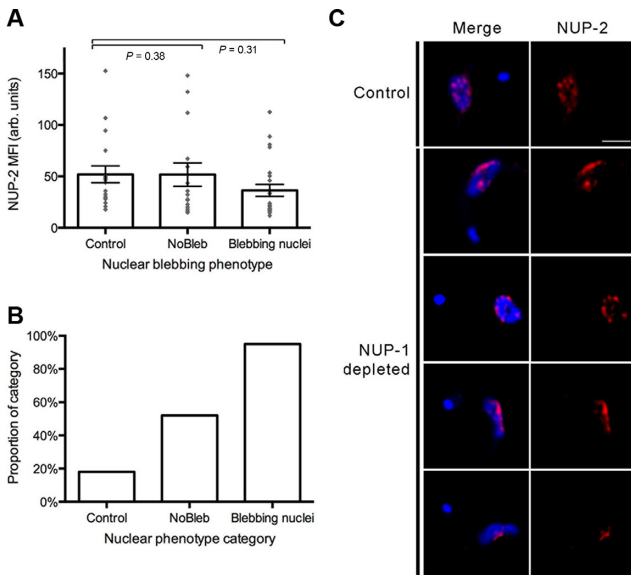 A
P = 0.38
P = 0.31
NUP-2 MFI (arb. units)
150
100
50
0
Control
NoBleb
Blebbing nuclei
Nuclear blebbing phenotype
B
Proportion of category
100%
80%
60%
40%
20%
0%
Control
NoBleb
Blebbing nuclei
Nuclear phenotype category
C
Merge
NUP-2
Control
NUP-1
depleted